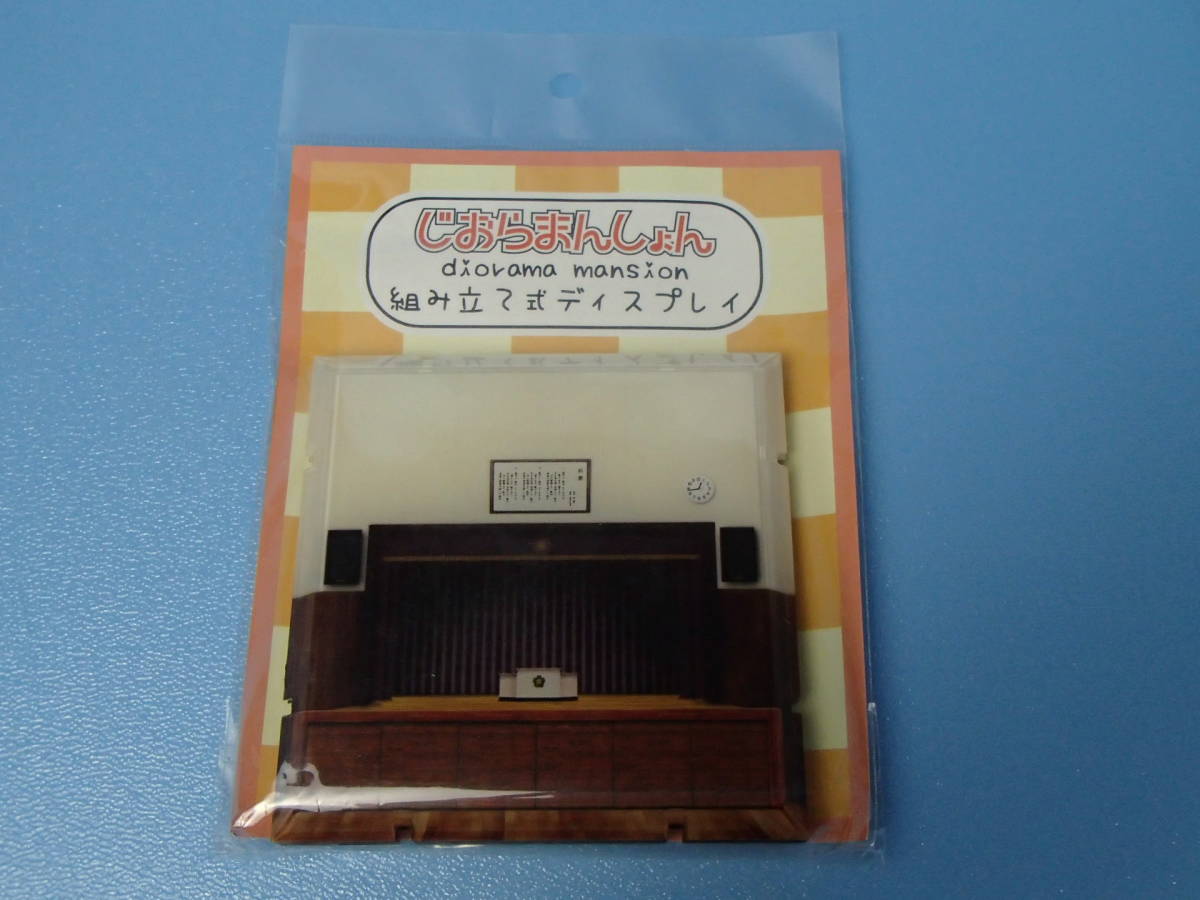 じおらまんしょん
diorama mansion
組み立て式ディスプレイ